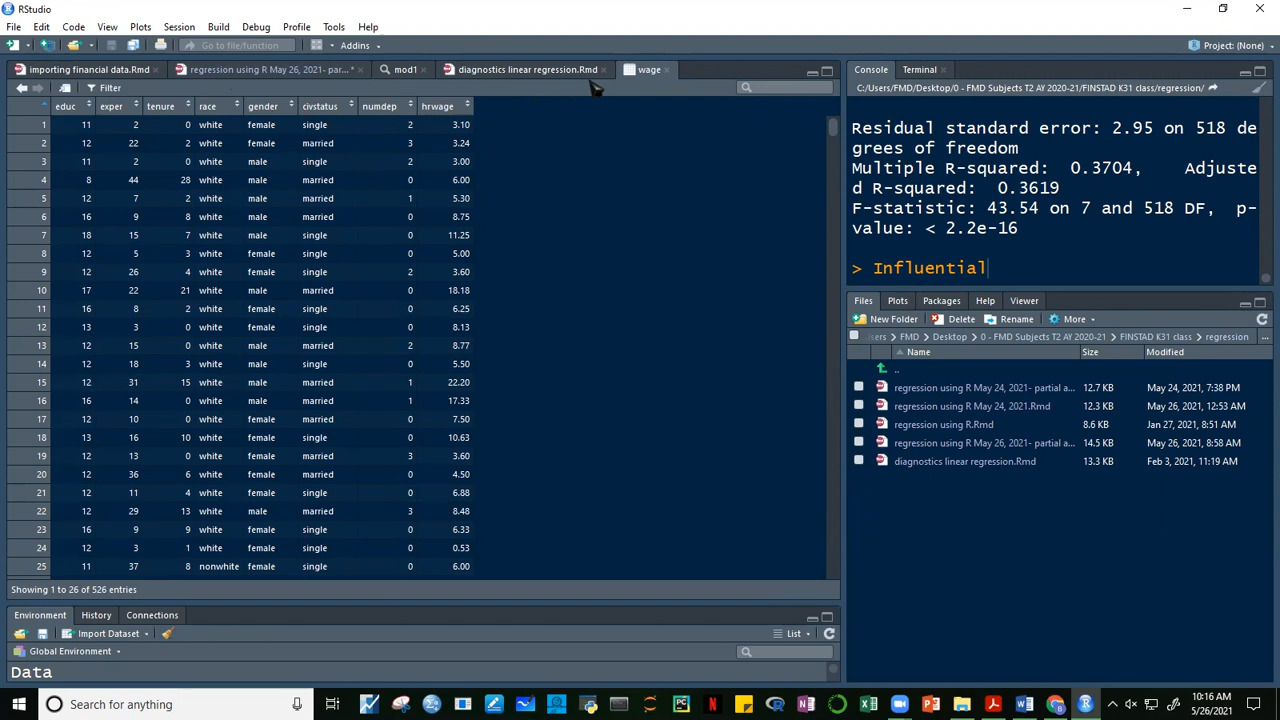 RStudio
File Edit Code View Plots Session Build Debug Profile Tools Help
Go to file/function Addins Project: (None)
importing financial data.Rmd regression using R May 26, 2021- par...* mod1 diagnostics linear regression.Rmd wage
Filter
educ exper tenure race gender civstatus numdep hrwage
1 11 2 0 white female single 2 3.10
2 12 22 2 white female married 3 3.24
3 11 2 0 white male single 2 3.00
4 8 44 28 white male married 0 6.00
5 12 7 2 white male married 1 5.30
6 16 9 8 white male married 0 8.75
7 18 15 7 white male single 0 11.25
8 12 5 3 white female single 0 5.00
9 12 26 4 white female single 2 3.60
10 17 22 21 white male married 0 18.18
11 16 8 2 white female single 0 6.25
12 13 3 0 white female single 0 8.13
13 12 15 0 white male married 2 8.77
14 12 18 3 white male single 0 5.50
15 12 31 15 white male married 1 22.20
16 16 14 0 white male married 1 17.33
17 12 10 0 white female married 0 7.50
18 13 16 10 white female single 0 10.63
19 12 13 0 white female married 3 3.60
20 12 36 6 white female married 0 4.50
21 12 11 4 white female single 0 6.88
22 12 29 13 white male married 3 8.48
23 16 9 9 white female single 0 6.33
24 12 3 1 white female single 0 0.53
25 11 37 8 nonwhite female single 0 6.00
Showing 1 to 26 of 526 entries
Environment History Connections
Import Dataset List
Global Environment
Data
Console Terminal
C:/Users/FMD/Desktop/0 - FMD Subjects T2 AY 2020-21/FINSTAD K31 class/regression/
Residual standard error: 2.95 on 518 de
grees of freedom
Multiple R-squared: 0.3704, Adjuste
d R-squared: 0.3619
F-statistic: 43.54 on 7 and 518 DF, p-
value: < 2.2e-16
> Influential
Files Plots Packages Help Viewer
New Folder Delete Rename More
sers FMD Desktop 0 - FMD Subjects T2 AY 2020-21 FINSTAD K31 class regression ...
Name Size Modified
..
regression using R May 24, 2021- partial a... 12.7 KB May 24, 2021, 7:38 PM
regression using R May 24, 2021.Rmd 12.3 KB May 26, 2021, 12:53 AM
regression using R.Rmd 8.6 KB Jan 27, 2021, 8:51 AM
regression using R May 26, 2021- partial a... 14.5 KB May 26, 2021, 8:58 AM
diagnostics linear regression.Rmd 13.3 KB Feb 3, 2021, 11:19 AM
Search for anything
10:16 AM
5/26/2021